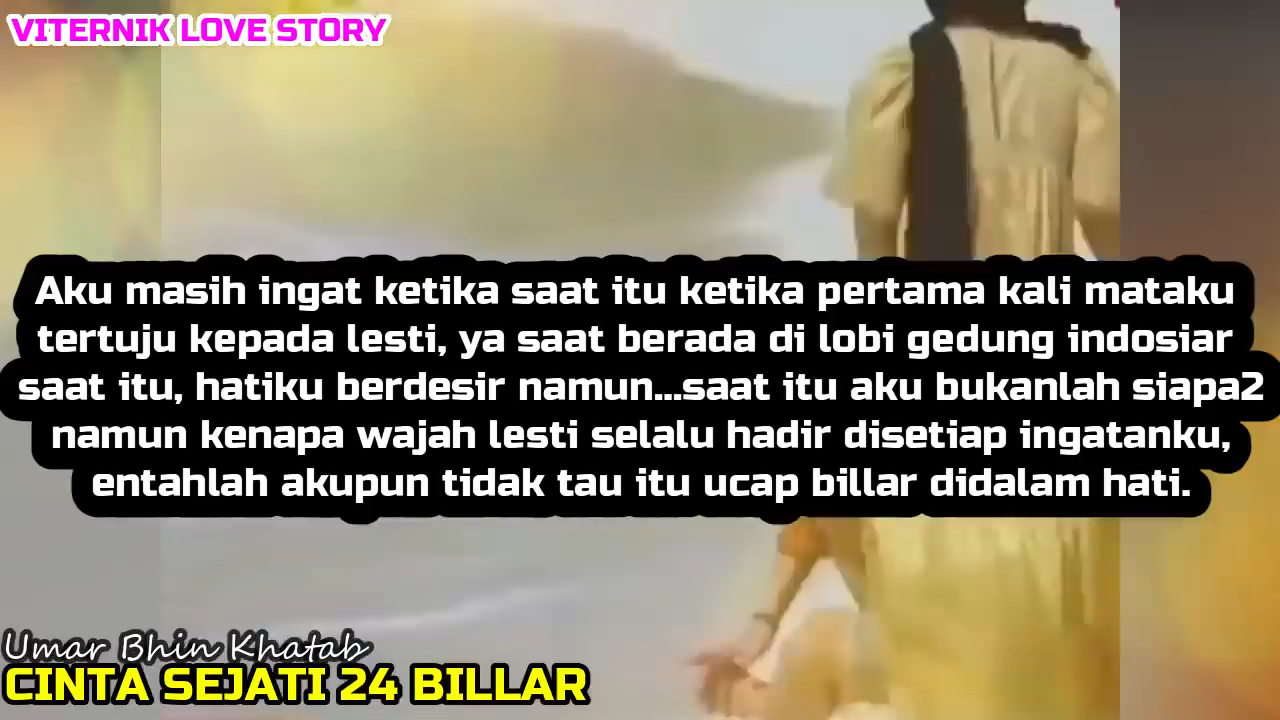 VITERNIK LOVE STORY
Aku masih ingat ketika saat itu ketika pertama kali mataku
tertuju kepada lesti, ya saat berada di lobi gedung indosiar
saat itu, hatiku berdesir namun...saat itu aku bukanlah siapa2
namun kenapa wajah lesti selalu hadir disetiap ingatanku,
entahlah akupun tidak tau itu ucap billar didalam hati.
Umar Bhin Khatab
CINTA SEJATI 24 BILLAR